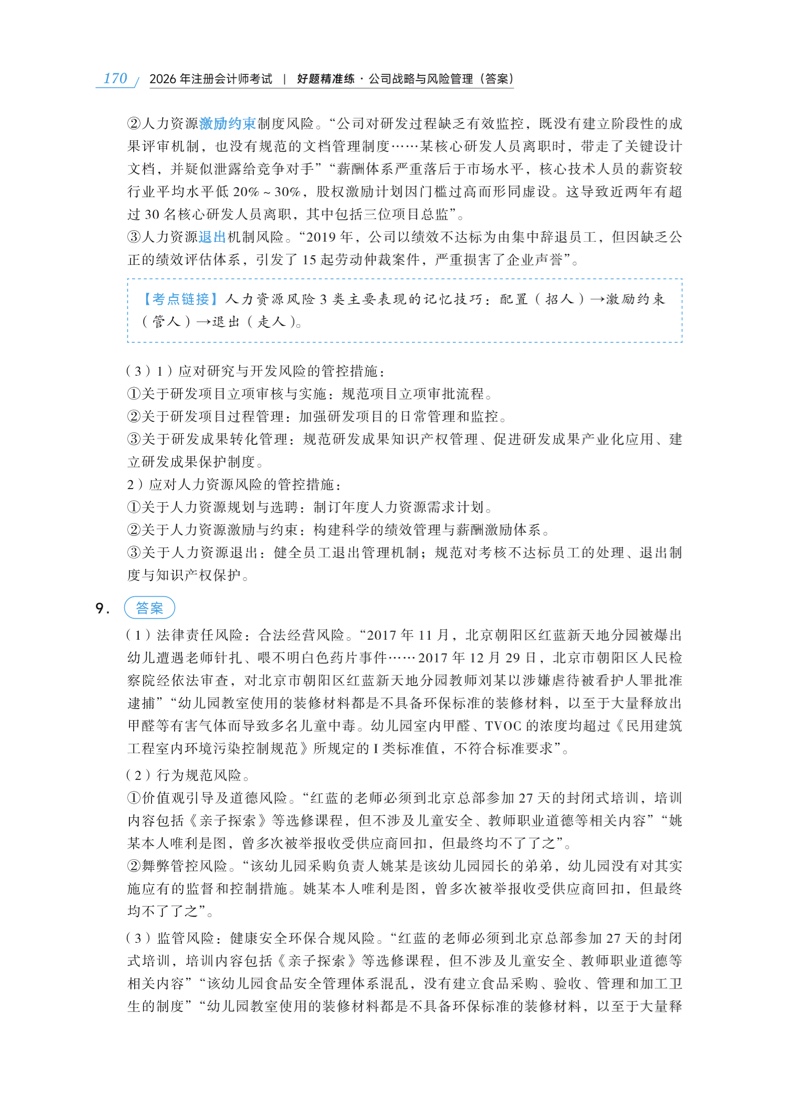 170 2026 年注册会计师考试 | 好题精准练·公司战略与风险管理（答案）
②人力资源激励约束制度风险。“公司对研发过程缺乏有效监控，既没有建立阶段性的成
果评审机制，也没有规范的文档管理制度……某核心研发人员离职时，带走了关键设计
文档，并疑似泄露给竞争对手”“薪酬体系严重落后于市场水平，核心技术人员的薪资较
行业平均水平低 20% ~ 30%，股权激励计划因门槛过高而形同虚设。这导致近两年有超
过 30 名核心研发人员离职，其中包括三位项目总监”。
③人力资源退出机制风险。“2019 年，公司以绩效不达标为由集中辞退员工，但因缺乏公
正的绩效评估体系，引发了 15 起劳动仲裁案件，严重损害了企业声誉”。
【考点链接】人力资源风险 3 类主要表现的记忆技巧：配置（招人）→激励约束
（管人）→退出（走人）。
（3）1）应对研究与开发风险的管控措施：
①关于研发项目立项审核与实施：规范项目立项审批流程。
②关于研发项目过程管理：加强研发项目的日常管理和监控。
③关于研发成果转化管理：规范研发成果知识产权管理、促进研发成果产业化应用、建
立研发成果保护制度。
2）应对人力资源风险的管控措施：
①关于人力资源规划与选聘：制订年度人力资源需求计划。
②关于人力资源激励与约束：构建科学的绩效管理与薪酬激励体系。
③关于人力资源退出：健全员工退出管理机制；规范对考核不达标员工的处理、退出制
度与知识产权保护。
9. 答案
（1）法律责任风险：合法经营风险。“2017 年 11 月，北京朝阳区红蓝新天地分园被爆出
幼儿遭遇老师针扎、喂不明白色药片事件……2017 年 12 月 29 日，北京市朝阳区人民检
察院经依法审查，对北京市朝阳区红蓝新天地分园教师刘某以涉嫌虐待被看护人罪批准
逮捕”“幼儿园教室使用的装修材料都是不具备环保标准的装修材料，以至于大量释放出
甲醛等有害气体而导致多名儿童中毒。幼儿园室内甲醛、TVOC 的浓度均超过《民用建筑
工程室内环境污染控制规范》所规定的 I 类标准值，不符合标准要求”。
（2）行为规范风险。
①价值观引导及道德风险。“红蓝的老师必须到北京总部参加 27 天的封闭式培训，培训
内容包括《亲子探索》等选修课程，但不涉及儿童安全、教师职业道德等相关内容”“姚
某本人唯利是图，曾多次被举报收受供应商回扣，但最终均不了了之”。
②舞弊管控风险。“该幼儿园采购负责人姚某是该幼儿园园长的弟弟，幼儿园没有对其实
施应有的监督和控制措施。姚某本人唯利是图，曾多次被举报收受供应商回扣，但最终
均不了了之”。
（3）监管风险：健康安全环保合规风险。“红蓝的老师必须到北京总部参加 27 天的封闭
式培训，培训内容包括《亲子探索》等选修课程，但不涉及儿童安全、教师职业道德等
相关内容”“该幼儿园食品安全管理体系混乱，没有建立食品采购、验收、管理和加工卫
生的制度”“幼儿园教室使用的装修材料都是不具备环保标准的装修材料，以至于大量释